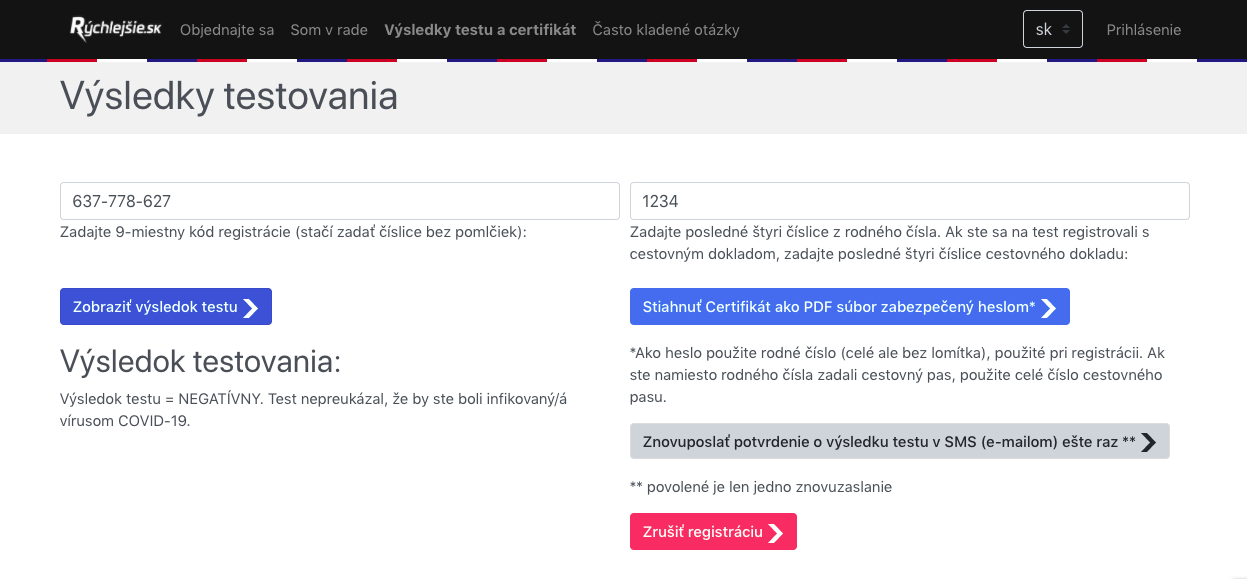 Rýchlejšie.sk Objednajte sa Som v rade Výsledky testu a certifikát Často kladené otázky sk Prihlásenie
Výsledky testovania
637-778-627
Zadajte 9-miestny kód registrácie (stačí zadať číslice bez pomlčiek):
1234
Zadajte posledné štyri číslice z rodného čísla. Ak ste sa na test registrovali s
cestovným dokladom, zadajte posledné štyri číslice cestovného dokladu:
Zobraziť výsledok testu
Výsledok testovania:
Výsledok testu = NEGATÍVNY. Test nepreukázal, že by ste boli infikovaný/á
vírusom COVID-19.
Stiahnuť Certifikát ako PDF súbor zabezpečený heslom*
*Ako heslo použite rodné číslo (celé ale bez lomítka), použité pri registrácii. Ak
ste namiesto rodného čísla zadali cestovný pas, použite celé číslo cestovného
pasu.
Znovuposlať potvrdenie o výsledku testu v SMS (e-mailom) ešte raz **
** povolené je len jedno znovuzaslanie
Zrušiť registráciu